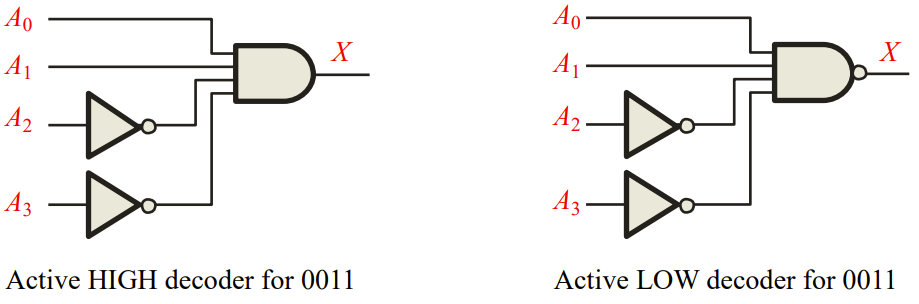 A₀
X
A₁
A₂
A₃
Active HIGH decoder for 0011
A₀
X
A₁
A₂
A₃
Active LOW decoder for 0011